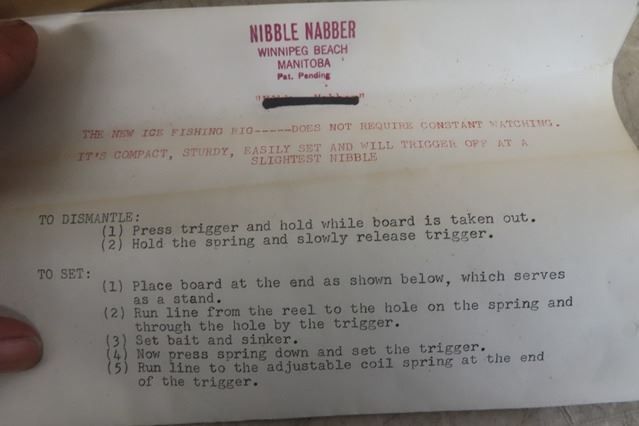 NIBBLE NABBER
WINNIPEG BEACH
MANITOBA
Pat. Pending
THE NEW ICE FISHING RIG-----DOES NOT REQUIRE CONSTANT WATCHING.
IT'S COMPACT, STURDY, EASILY SET AND WILL TRIGGER OFF AT A
SLIGHTEST NIBBLE
TO DISMANTLE:
(1) Press trigger and hold while board is taken out.
(2) Hold the spring and slowly release trigger.
TO SET:
(1) Place board at the end as shown below, which serves
as a stand.
(2) Run line from the reel to the hole on the spring and
through the hole by the trigger.
(3) Set bait and sinker.
(4) Now press spring down and set the trigger.
(5) Run line to the adjustable coil spring at the end
of the trigger.